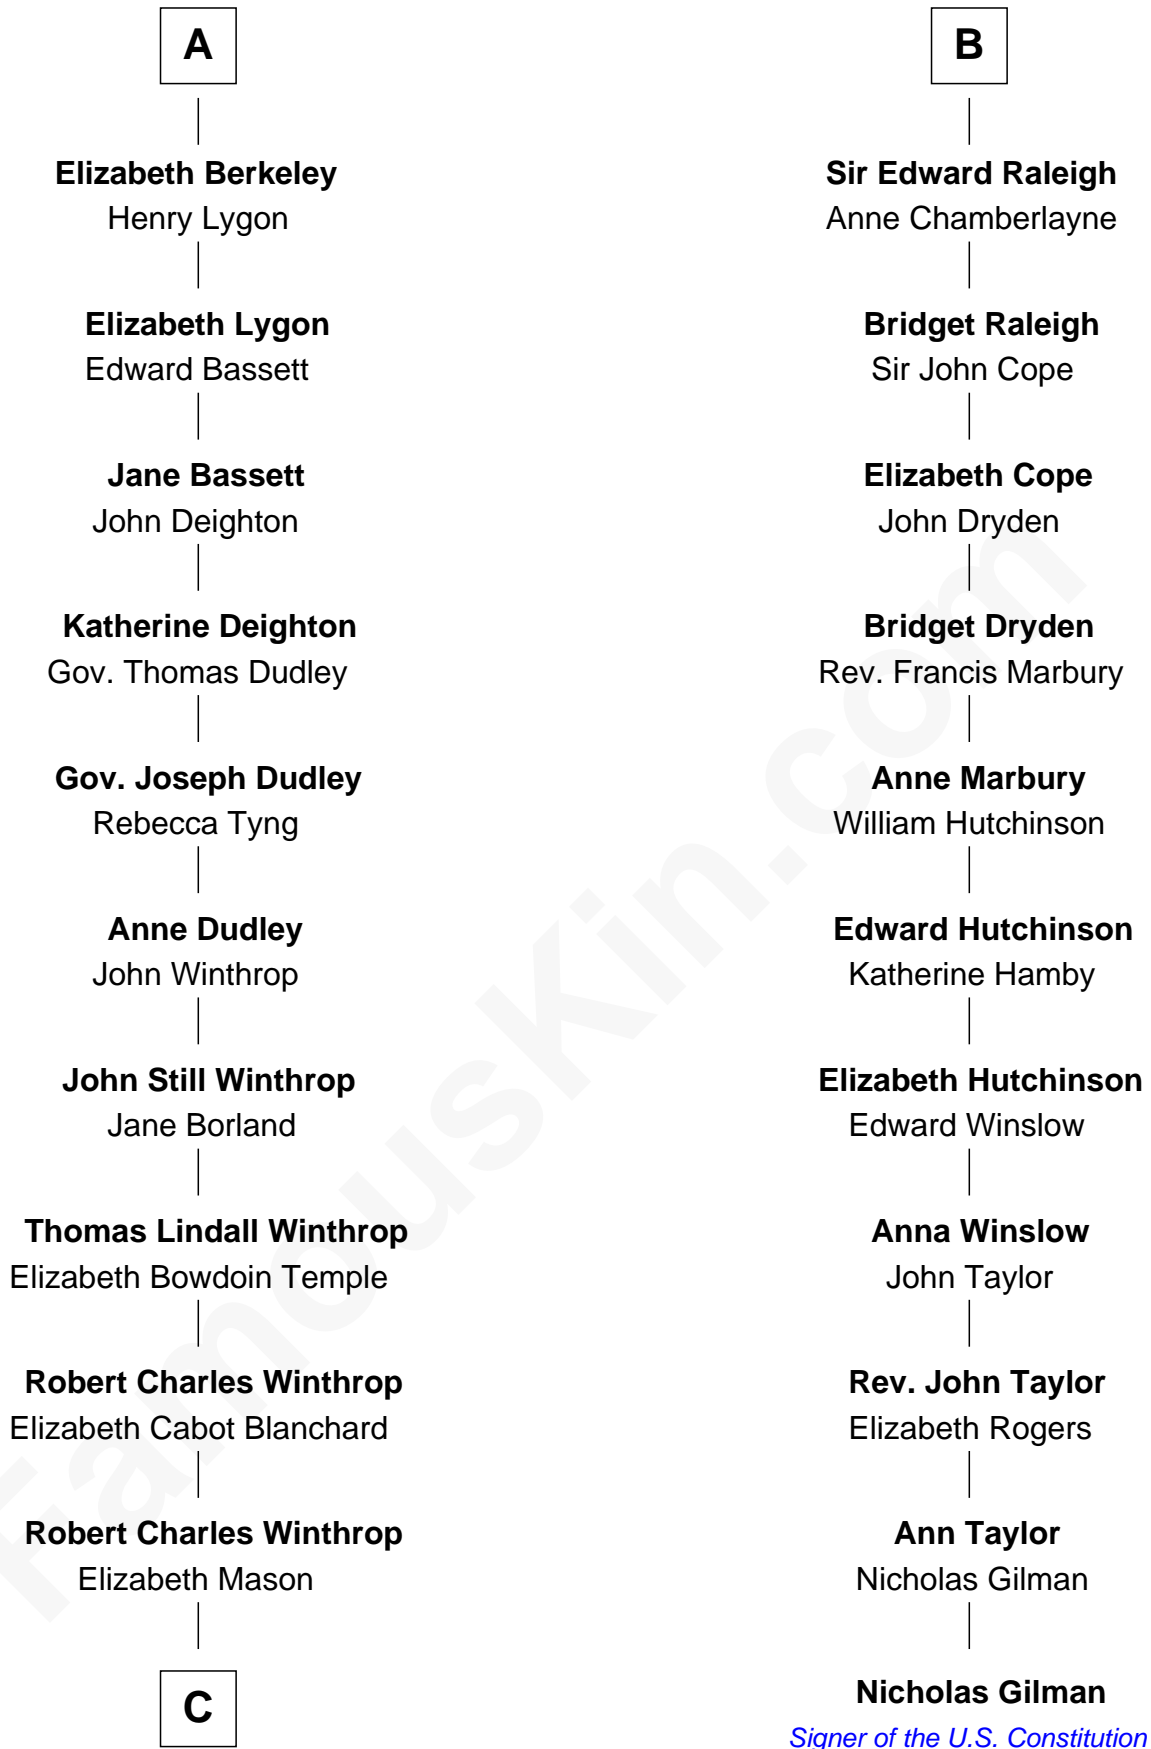 A
Elizabeth Berkeley
Henry Lygon
Elizabeth Lygon
Edward Bassett
Jane Bassett
John Deighton
Katherine Deighton
Gov. Thomas Dudley
Gov. Joseph Dudley
Rebecca Tyng
Anne Dudley
John Winthrop
John Still Winthrop
Jane Borland
Thomas Lindall Winthrop
Elizabeth Bowdoin Temple
Robert Charles Winthrop
Elizabeth Cabot Blanchard
Robert Charles Winthrop
Elizabeth Mason
C
B
Sir Edward Raleigh
Anne Chamberlayne
Bridget Raleigh
Sir John Cope
Elizabeth Cope
John Dryden
Bridget Dryden
Rev. Francis Marbury
Anne Marbury
William Hutchinson
Edward Hutchinson
Katherine Hamby
Elizabeth Hutchinson
Edward Winslow
Anna Winslow
John Taylor
Rev. John Taylor
Elizabeth Rogers
Ann Taylor
Nicholas Gilman
Nicholas Gilman
Signer of the U.S. Constitution
FamousKin.com